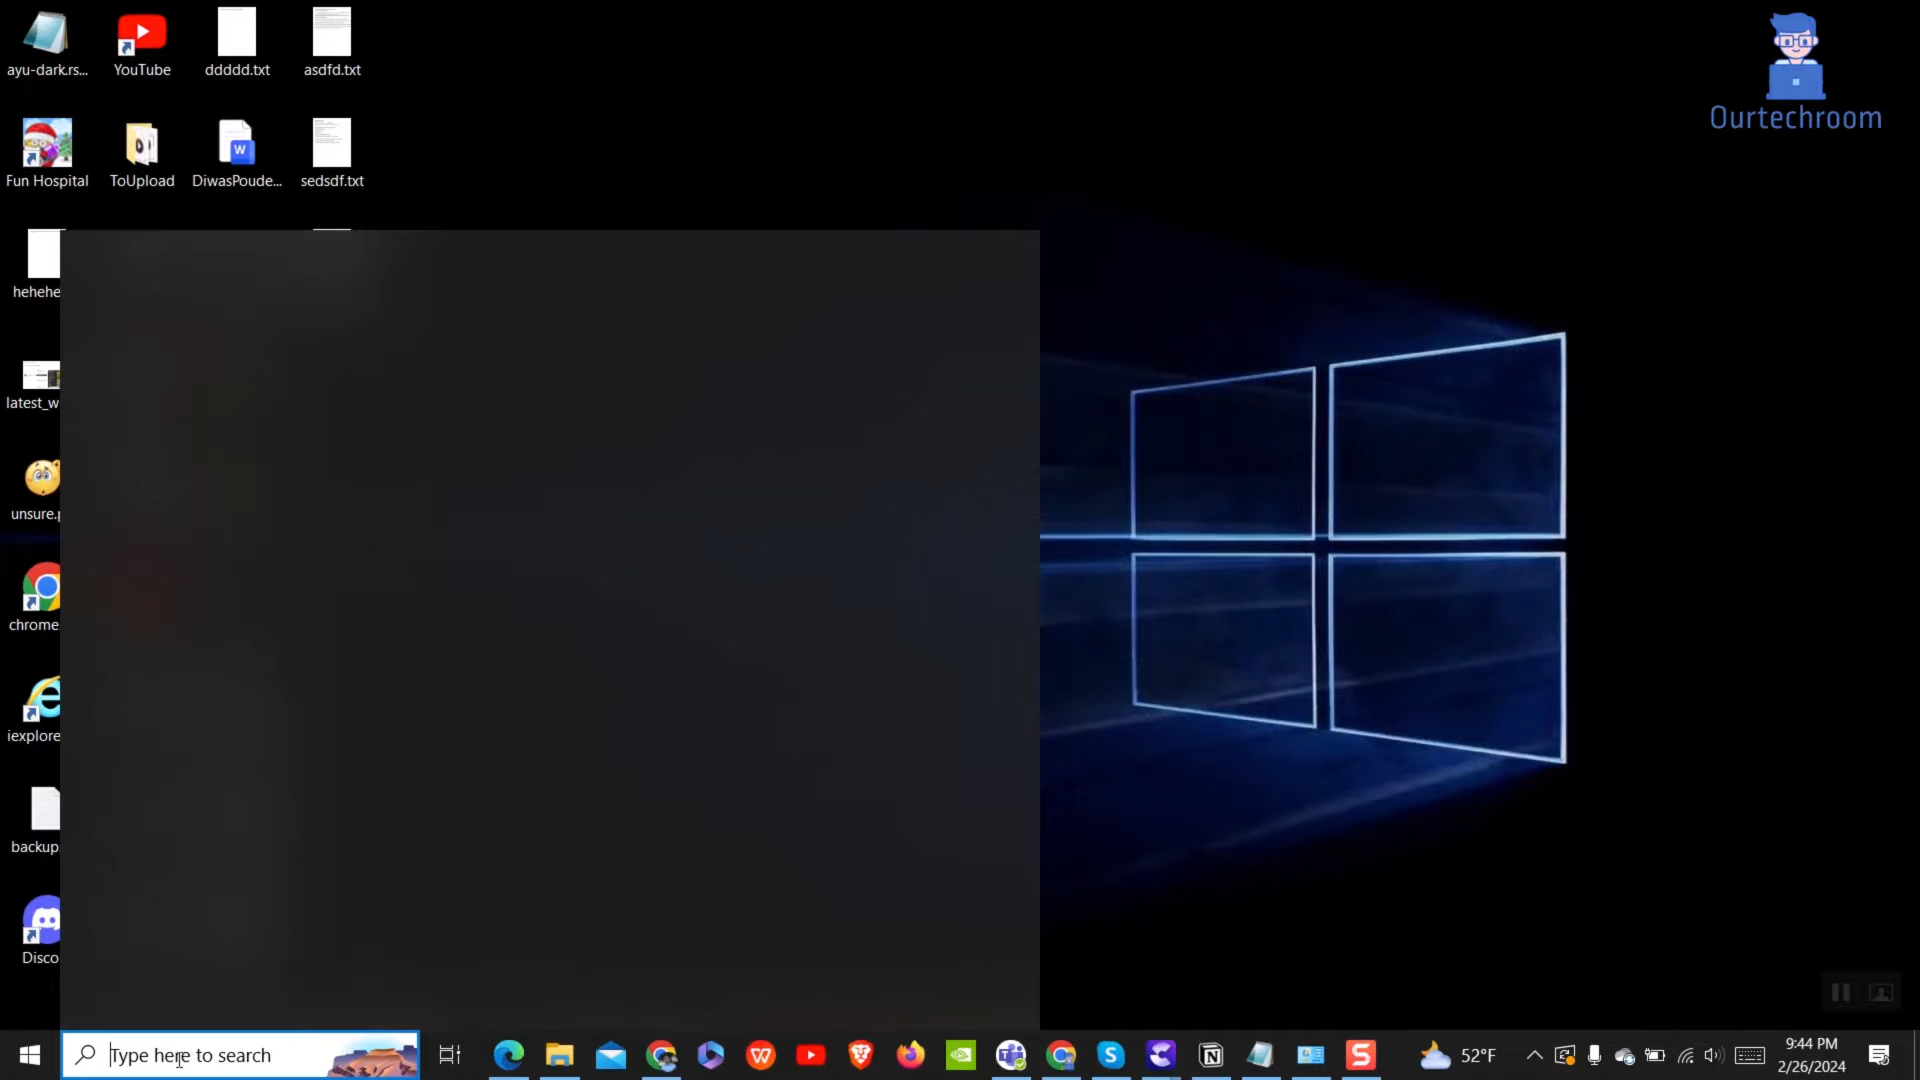 ayu-dark.rs...
YouTube
ddddd.txt
asdfd.txt
Ourtechroom
Fun Hospital
ToUpload
DiwasPoude...
sedsdf.txt
hehehe
latest_w
unsure.p
chrome.
iexplore
backup
Disco
Type here to search
52°F
9:44 PM
2/26/2024